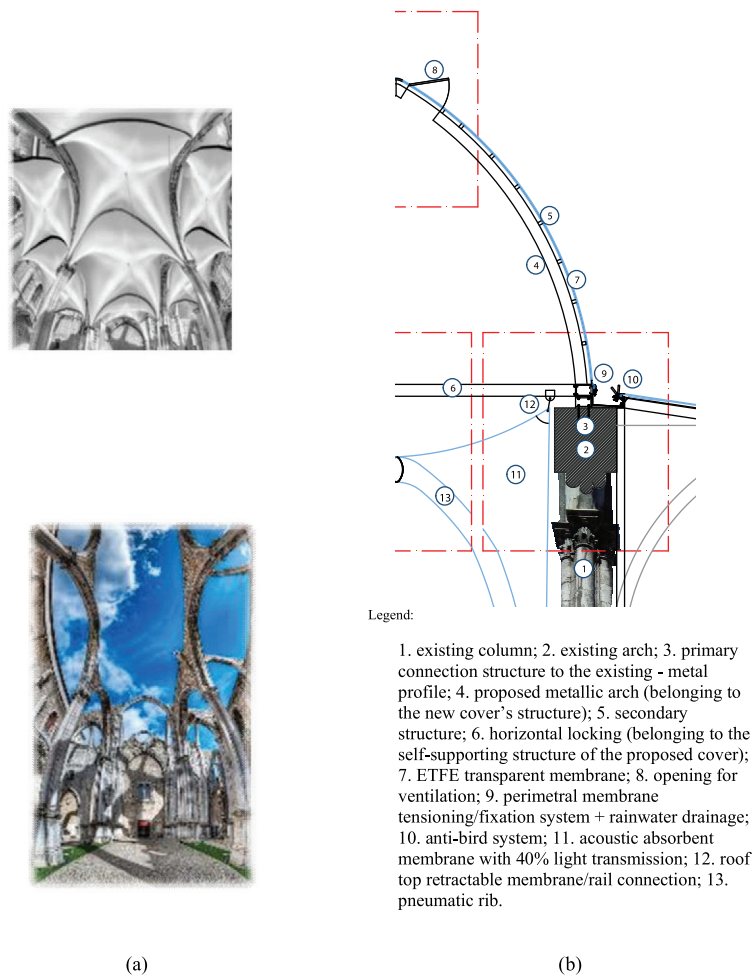 8
5
4
7
9
10
6
12
3
2
11
13
1
Legend:
1. existing column; 2. existing arch; 3. primary
connection structure to the existing - metal
profile; 4. proposed metallic arch (belonging to
the new cover’s structure); 5. secondary
structure; 6. horizontal locking (belonging to the
self-supporting structure of the proposed cover);
7. ETFE transparent membrane; 8. opening for
ventilation; 9. perimetral membrane
tensioning/fixation system + rainwater drainage;
10. anti-bird system; 11. acoustic absorbent
membrane with 40% light transmission; 12. roof
top retractable membrane/rail connection; 13.
pneumatic rib.
(a)
(b)